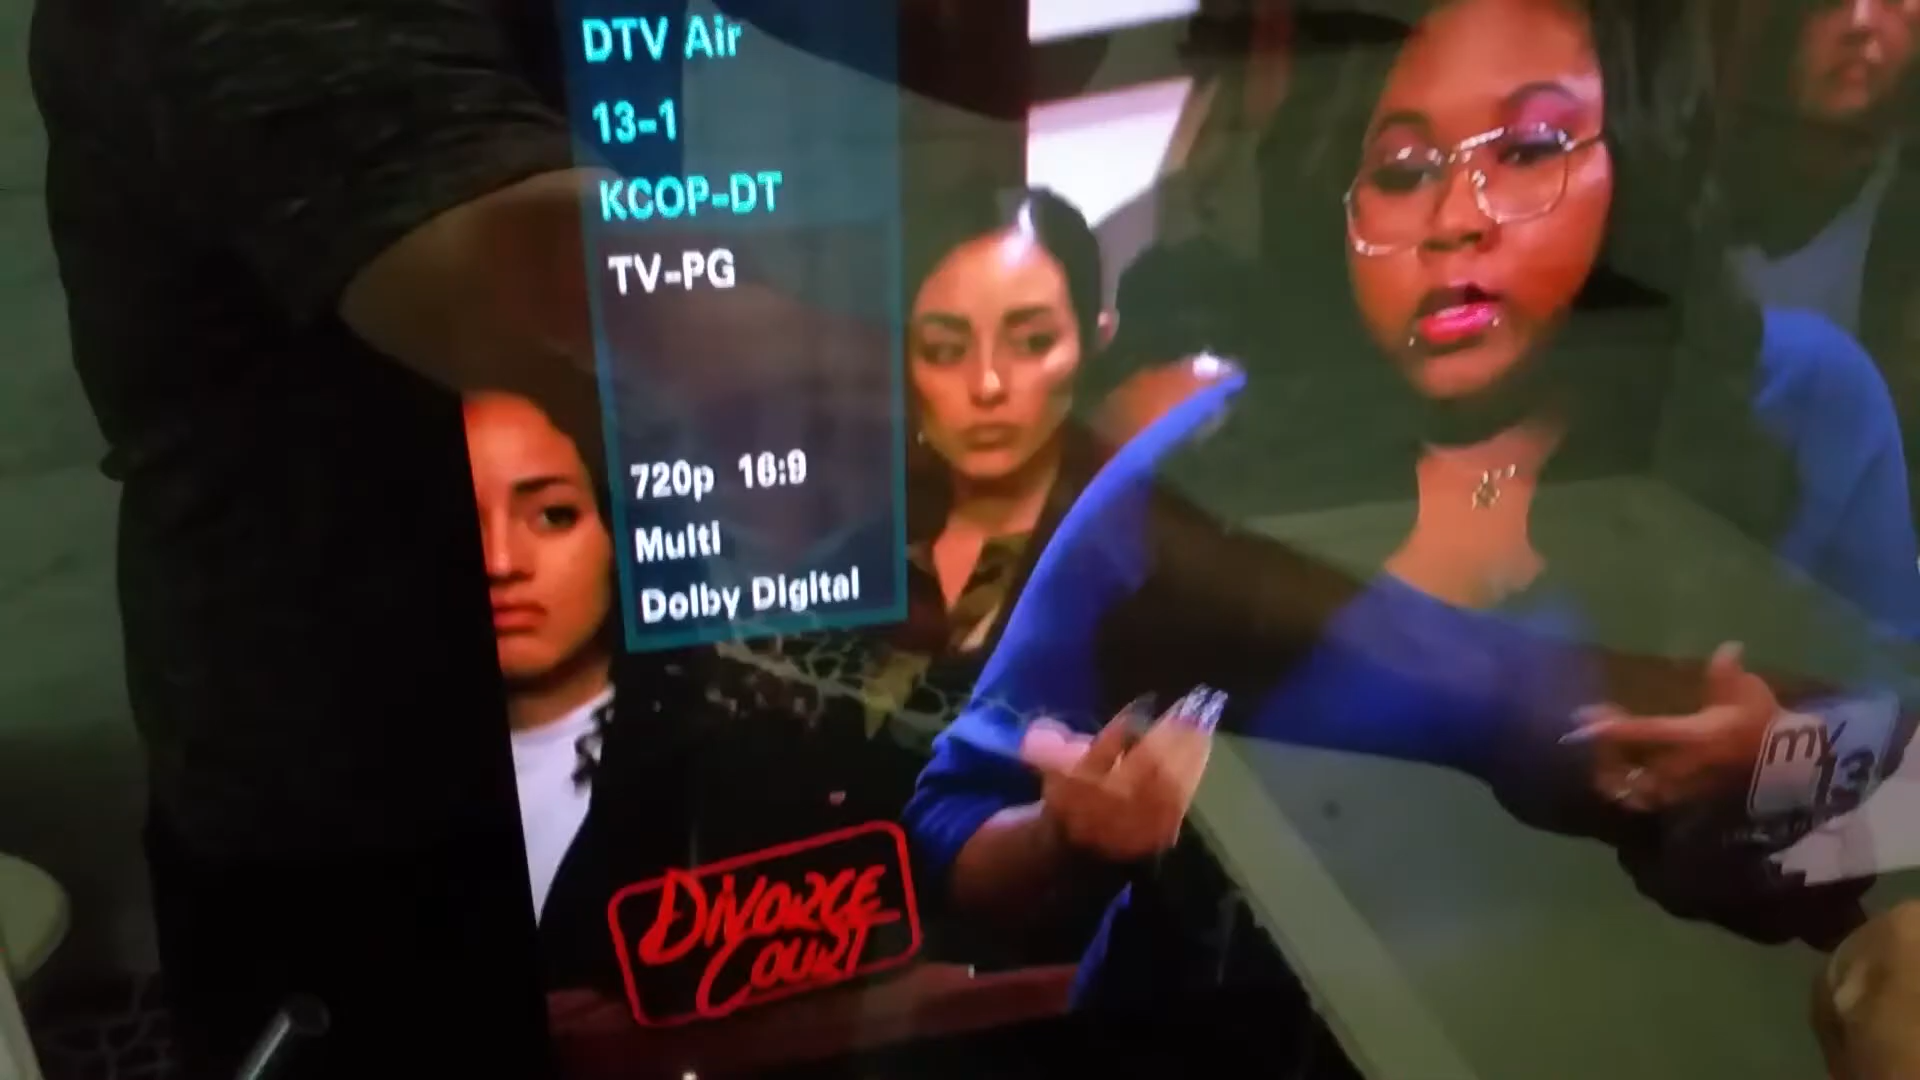 DTV Air
13-1
KCOP-DT
TV-PG
720p 16:9
Multi
Dolby Digital
my
13
DIVORCE
COURT